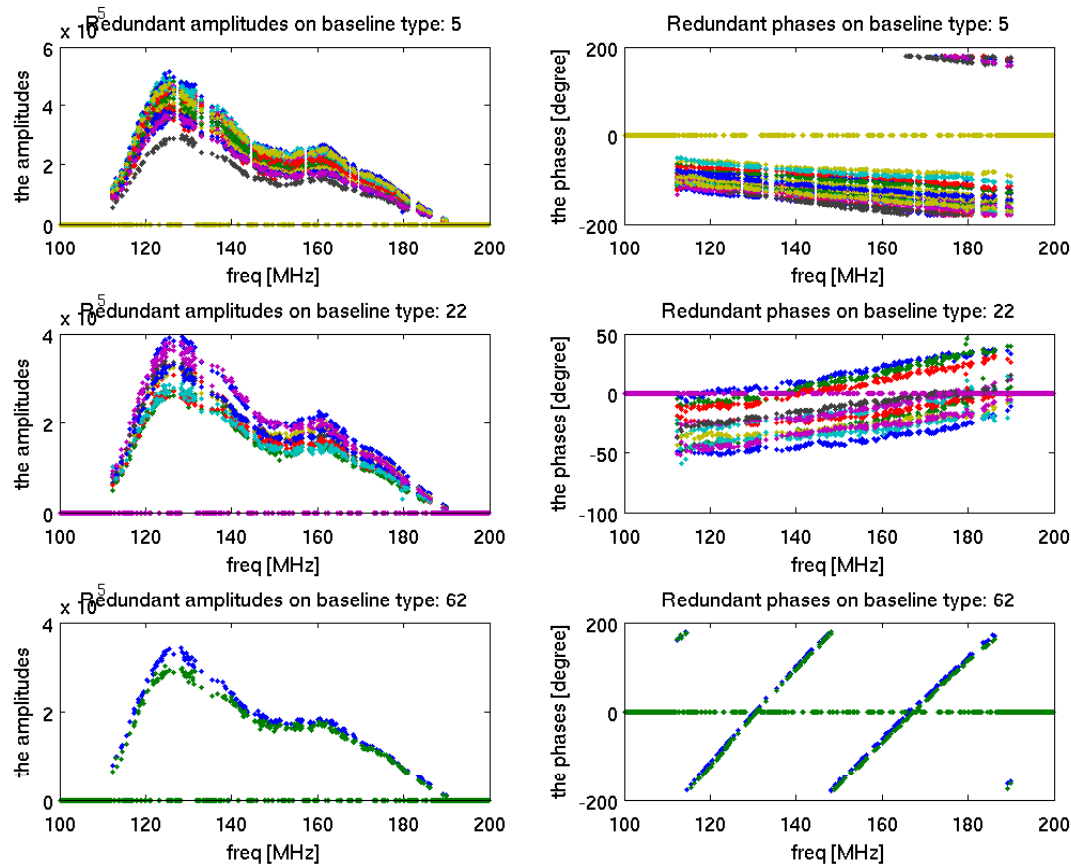 x 10^5
Redundant amplitudes on baseline type: 5
the amplitudes
6
4
2
0
100 120 140 160 180 200
freq [MHz]
Redundant phases on baseline type: 5
the phases [degree]
200
0
-200
100 120 140 160 180 200
freq [MHz]
x 10^5
Redundant amplitudes on baseline type: 22
the amplitudes
4
2
0
100 120 140 160 180 200
freq [MHz]
Redundant phases on baseline type: 22
the phases [degree]
50
0
-50
-100
100 120 140 160 180 200
freq [MHz]
x 10^5
Redundant amplitudes on baseline type: 62
the amplitudes
4
2
0
100 120 140 160 180 200
freq [MHz]
Redundant phases on baseline type: 62
the phases [degree]
200
0
-200
100 120 140 160 180 200
freq [MHz]